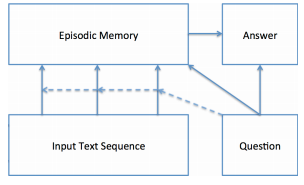 Episodic Memory
Answer
Input Text Sequence
Question